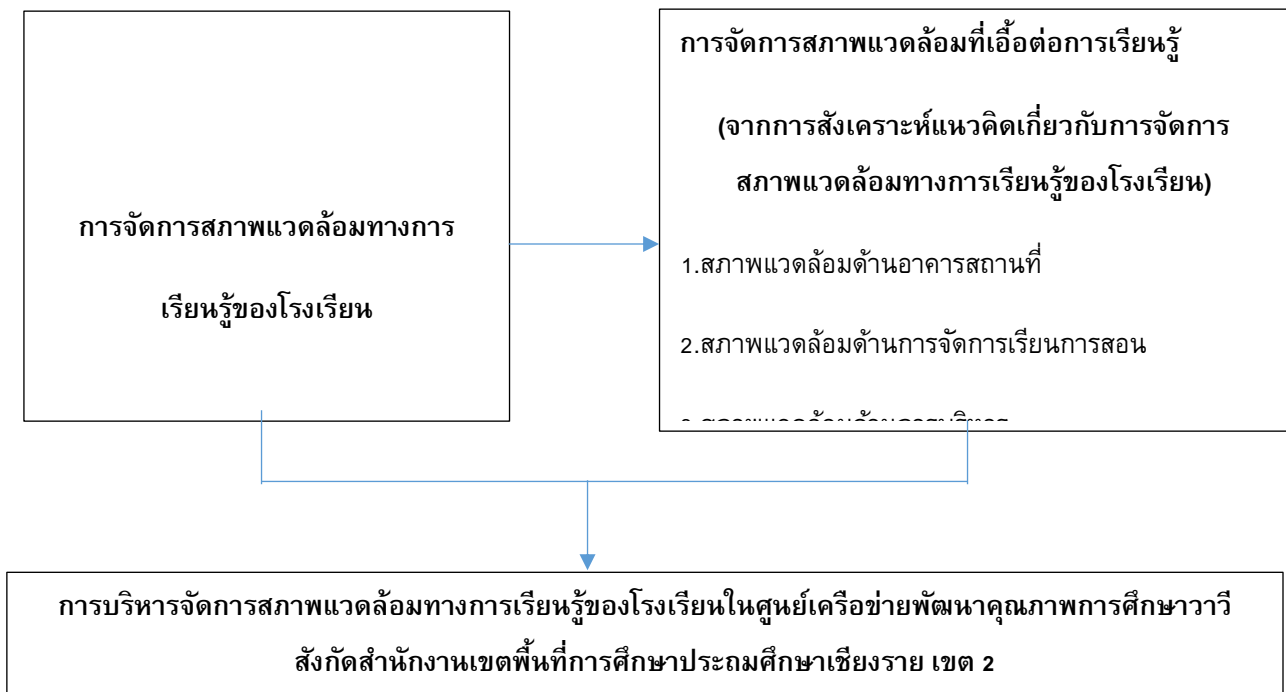 การจัดการสภาพแวดล้อมทางการ
เรียนรู้ของโรงเรียน
การจัดการสภาพแวดล้อมที่เอื้อต่อการเรียนรู้
(จากการสังเคราะห์แนวคิดเกี่ยวกับการจัดการ
สภาพแวดล้อมทางการเรียนรู้ของโรงเรียน)
1.สภาพแวดล้อมด้านอาคารสถานที่
2.สภาพแวดล้อมด้านการจัดการเรียนการสอน
การบริหารจัดการสภาพแวดล้อมทางการเรียนรู้ของโรงเรียนในศูนย์เครือข่ายพัฒนาคุณภาพการศึกษาวาวี
สังกัดสำนักงานเขตพื้นที่การศึกษาประถมศึกษาเชียงราย เขต 2